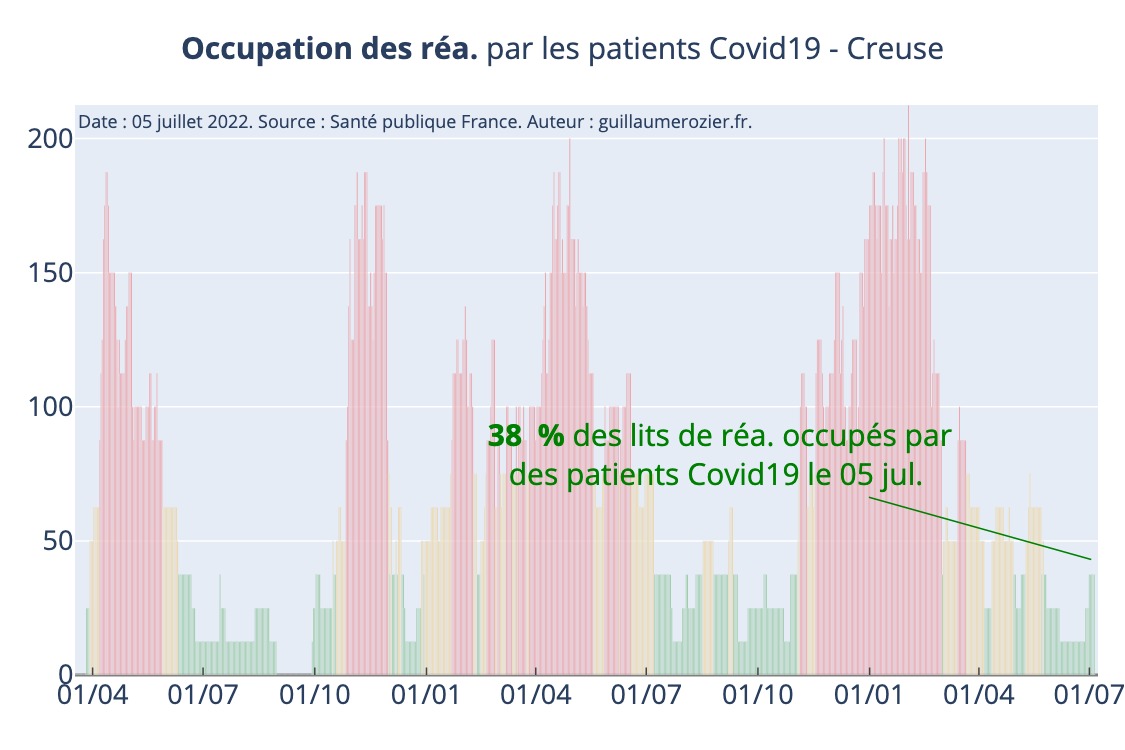 Occupation des réa. par les patients Covid19 - Creuse
Date : 05 juillet 2022. Source : Santé publique France. Auteur : guillaumerozier.fr.
200
150
100
38 % des lits de réa. occupés par
des patients Covid19 le 05 jul.
50
0
01/04 01/07 01/10 01/01 01/04 01/07 01/10 01/01 01/04 01/07